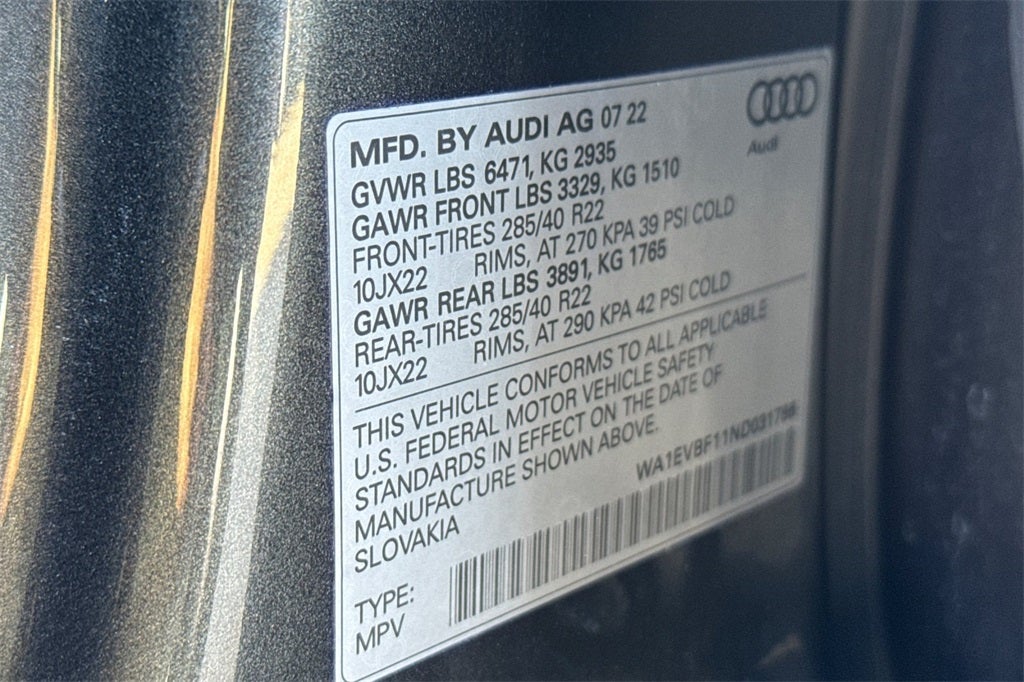 MFD. BY AUDI AG 07 22
Audi
GVWR LBS 6471, KG 2935
GAWR FRONT LBS 3329, KG 1510
FRONT-TIRES 285/40 R22
10JX22 RIMS, AT 270 KPA 39 PSI COLD
GAWR REAR LBS 3891, KG 1765
REAR-TIRES 285/40 R22
10JX22 RIMS, AT 290 KPA 42 PSI COLD
THIS VEHICLE CONFORMS TO ALL APPLICABLE
U.S. FEDERAL MOTOR VEHICLE SAFETY
STANDARDS IN EFFECT ON THE DATE OF
MANUFACTURE SHOWN ABOVE.
SLOVAKIA
WA1EVBF11ND031766
TYPE:
MPV